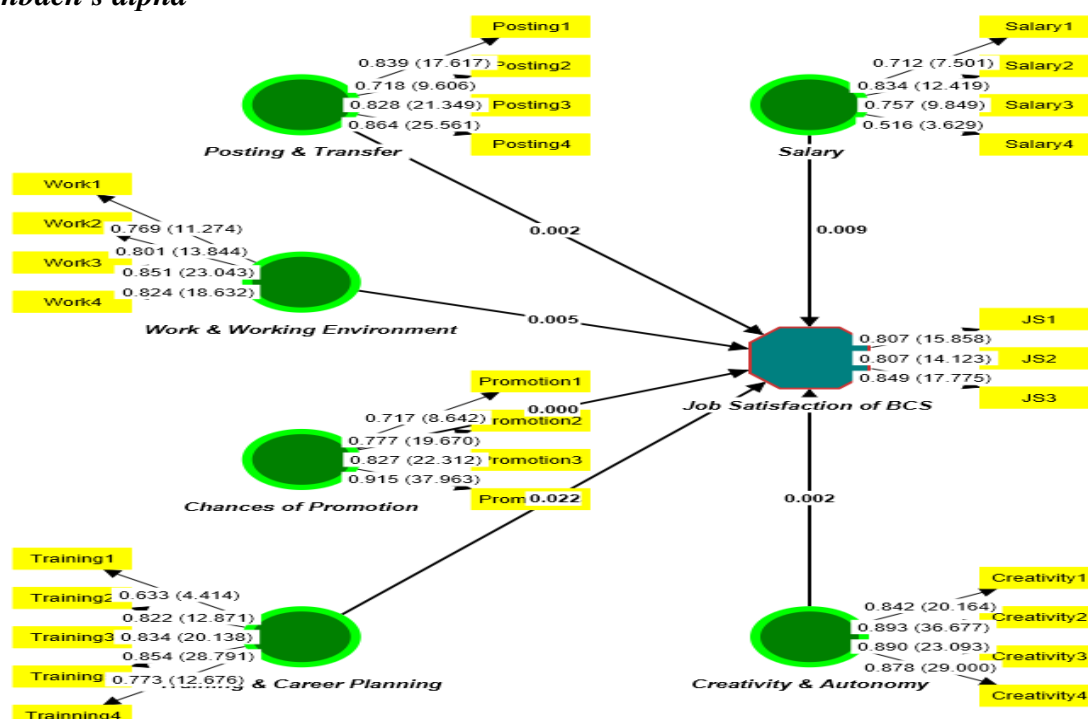 Posting1
0.839 (17.617)
Posting2
0.718 (9.606)
0.828 (21.349)
Posting3
0.864 (25.561)
Posting4
Posting & Transfer
Salary1
0.712 (7.501)
Salary2
0.834 (12.419)
0.757 (9.849)
Salary3
0.516 (3.629)
Salary4
Salary
0.002
0.009
Work1
Work2
0.769 (11.274)
0.801 (13.844)
Work3
0.851 (23.043)
0.824 (18.632)
Work4
Work & Working Environment
0.005
0.807 (15.858)
JS1
0.807 (14.123)
JS2
0.849 (17.775)
JS3
Job Satisfaction of BCS
Promotion1
0.000
0.717 (8.642)
romotion2
0.777 (19.670)
0.827 (22.312)
romotion3
0.915 (37.963)
Prom
0.022
Chances of Promotion
0.002
Training1
Training2
0.633 (4.414)
0.822 (12.871)
Training3
0.834 (20.138)
0.854 (28.791)
Training
0.773 (12.676)
& Career Planning
Trainning4
Creativity1
0.842 (20.164)
Creativity2
0.893 (36.677)
0.890 (23.093)
Creativity3
0.878 (29.000)
Creativity4
Creativity & Autonomy